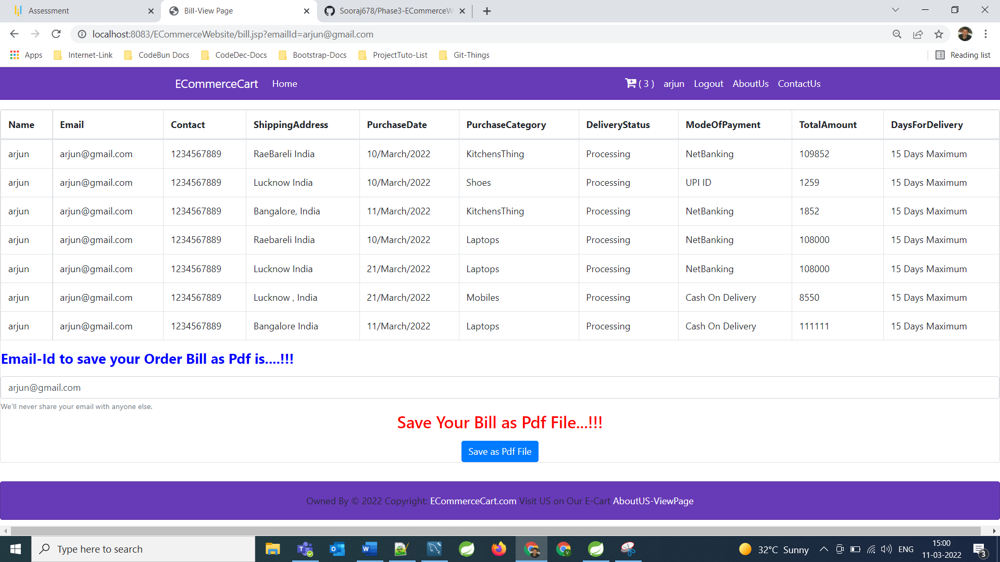 Assessment
Bill-View Page
Sooraj678/Phase3-ECommerceW
localhost:8083/ECommerceWebsite/bill.jsp?emailId=arjun@gmail.com
Apps Internet-Link CodeBun Docs CodeDec-Docs Bootstrap-Docs ProjectTuto-List Git-Things Reading list
ECommerceCart Home ( 3 ) arjun Logout AboutUs ContactUs
Name Email Contact ShippingAddress PurchaseDate PurchaseCategory DeliveryStatus ModeOfPayment TotalAmount DaysForDelivery
arjun arjun@gmail.com 1234567889 RaeBareli India 10/March/2022 KitchensThing Processing NetBanking 109852 15 Days Maximum
arjun arjun@gmail.com 1234567889 Lucknow India 10/March/2022 Shoes Processing UPI ID 1259 15 Days Maximum
arjun arjun@gmail.com 1234567889 Bangalore, India 11/March/2022 KitchensThing Processing NetBanking 1852 15 Days Maximum
arjun arjun@gmail.com 1234567889 Raebareli India 10/March/2022 Laptops Processing NetBanking 108000 15 Days Maximum
arjun arjun@gmail.com 1234567889 Lucknow India 21/March/2022 Laptops Processing NetBanking 108000 15 Days Maximum
arjun arjun@gmail.com 1234567889 Lucknow , India 21/March/2022 Mobiles Processing Cash On Delivery 8550 15 Days Maximum
arjun arjun@gmail.com 1234567889 Bangalore India 11/March/2022 Laptops Processing Cash On Delivery 111111 15 Days Maximum
Email-Id to save your Order Bill as Pdf is....!!!
arjun@gmail.com
We'll never share your email with anyone else.
Save Your Bill as Pdf File...!!!
Save as Pdf File
Owned By © 2022 Copyright: ECommerceCart.com Visit US on Our E-Cart AboutUS-ViewPage
Type here to search
32°C Sunny
ENG
15:00
11-03-2022
3